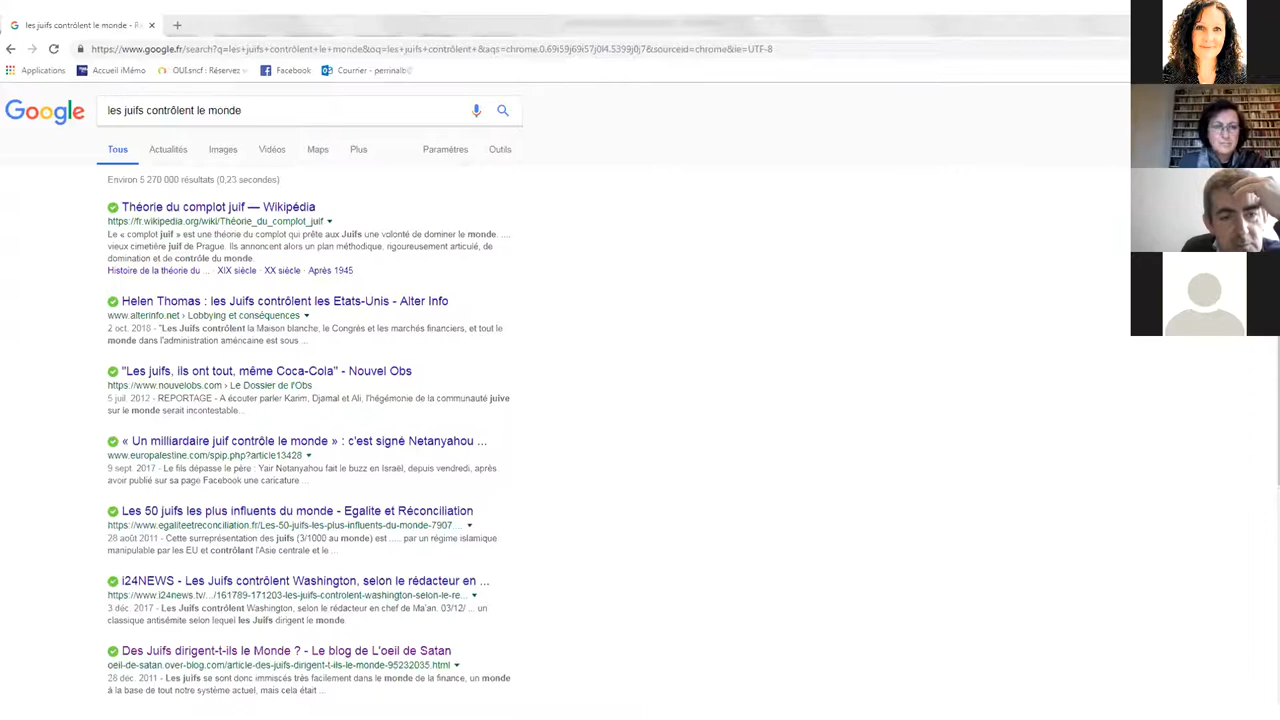 les juifs contrôlent le monde - R
https://www.google.fr/search?q=les+juifs+contrôlent+le+monde&oq=les+juifs+contrôlent+&aqs=chrome.0.69i59j69i57j0l4.5399j0j7&sourceid=chrome&ie=UTF-8
Applications Accueil iMémo OUI.sncf : Réservez v Facebook Courrier - perrinalb
Google les juifs contrôlent le monde
Tous Actualités Images Vidéos Maps Plus Paramètres Outils
Environ 5 270 000 résultats (0,23 secondes)
Théorie du complot juif — Wikipédia
https://fr.wikipedia.org/wiki/Théorie_du_complot_juif
Le « complot juif » est une théorie du complot qui prête aux Juifs une volonté de dominer le monde. ...
vieux cimetière juif de Prague. Ils annoncent alors un plan méthodique, rigoureusement articulé, de
domination et de contrôle du monde.
Histoire de la théorie du ... · XIX siècle · XX siècle · Après 1945
Helen Thomas : les Juifs contrôlent les Etats-Unis - Alter Info
www.alterinfo.net › Lobbying et conséquences
2 oct. 2018 - "Les Juifs contrôlent la Maison blanche, le Congrès et les marchés financiers, et tout le
monde dans l'administration américaine est sous ...
"Les juifs, ils ont tout, même Coca-Cola" - Nouvel Obs
https://www.nouvelobs.com › Le Dossier de l'Obs
5 juil. 2012 - REPORTAGE - A écouter parler Karim, Djamal et Ali, l'hégémonie de la communauté juive
sur le monde serait incontestable...
« Un milliardaire juif contrôle le monde » : c'est signé Netanyahou ...
www.europalestine.com/spip.php?article13428
9 sept. 2017 - Le fils dépasse le père : Yair Netanyahou fait le buzz en Israël, depuis vendredi, après
avoir publié sur sa page Facebook une caricature ...
Les 50 juifs les plus influents du monde - Egalite et Réconciliation
https://www.egaliteetreconciliation.fr/Les-50-juifs-les-plus-influents-du-monde-7907....
28 août 2011 - Cette surreprésentation des juifs (3/1000 au monde) est ..... par un régime islamique
manipulable par les EU et contrôlant l'Asie centrale et le ...
i24NEWS - Les Juifs contrôlent Washington, selon le rédacteur en ...
https://www.i24news.tv/.../161789-171203-les-juifs-controlent-washington-selon-le-re...
3 déc. 2017 - Les Juifs contrôlent Washington, selon le rédacteur en chef de Ma'an. 03/12/ ... un
classique antisémite selon lequel les Juifs dirigent le monde.
Des Juifs dirigent-t-ils le Monde ? - Le blog de L'oeil de Satan
oeil-de-satan.over-blog.com/article-des-juifs-dirigent-t-ils-le-monde-95232035.html
28 déc. 2011 - Les juifs se sont donc immiscés très facilement dans le monde de la finance, un monde
à la base de tout notre système actuel, mais cela était ...